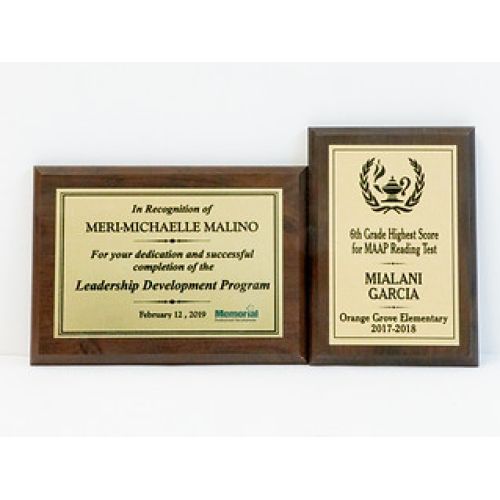 In Recognition of
MERI-MICHAELLE MALINO
For your dedication and successful
completion of the
Leadership Development Program
February 12 , 2019
Memorial
6th Grade Highest Score
for MAAP Reading Test
MIALANI
GARCIA
Orange Grove Elementary
2017-2018